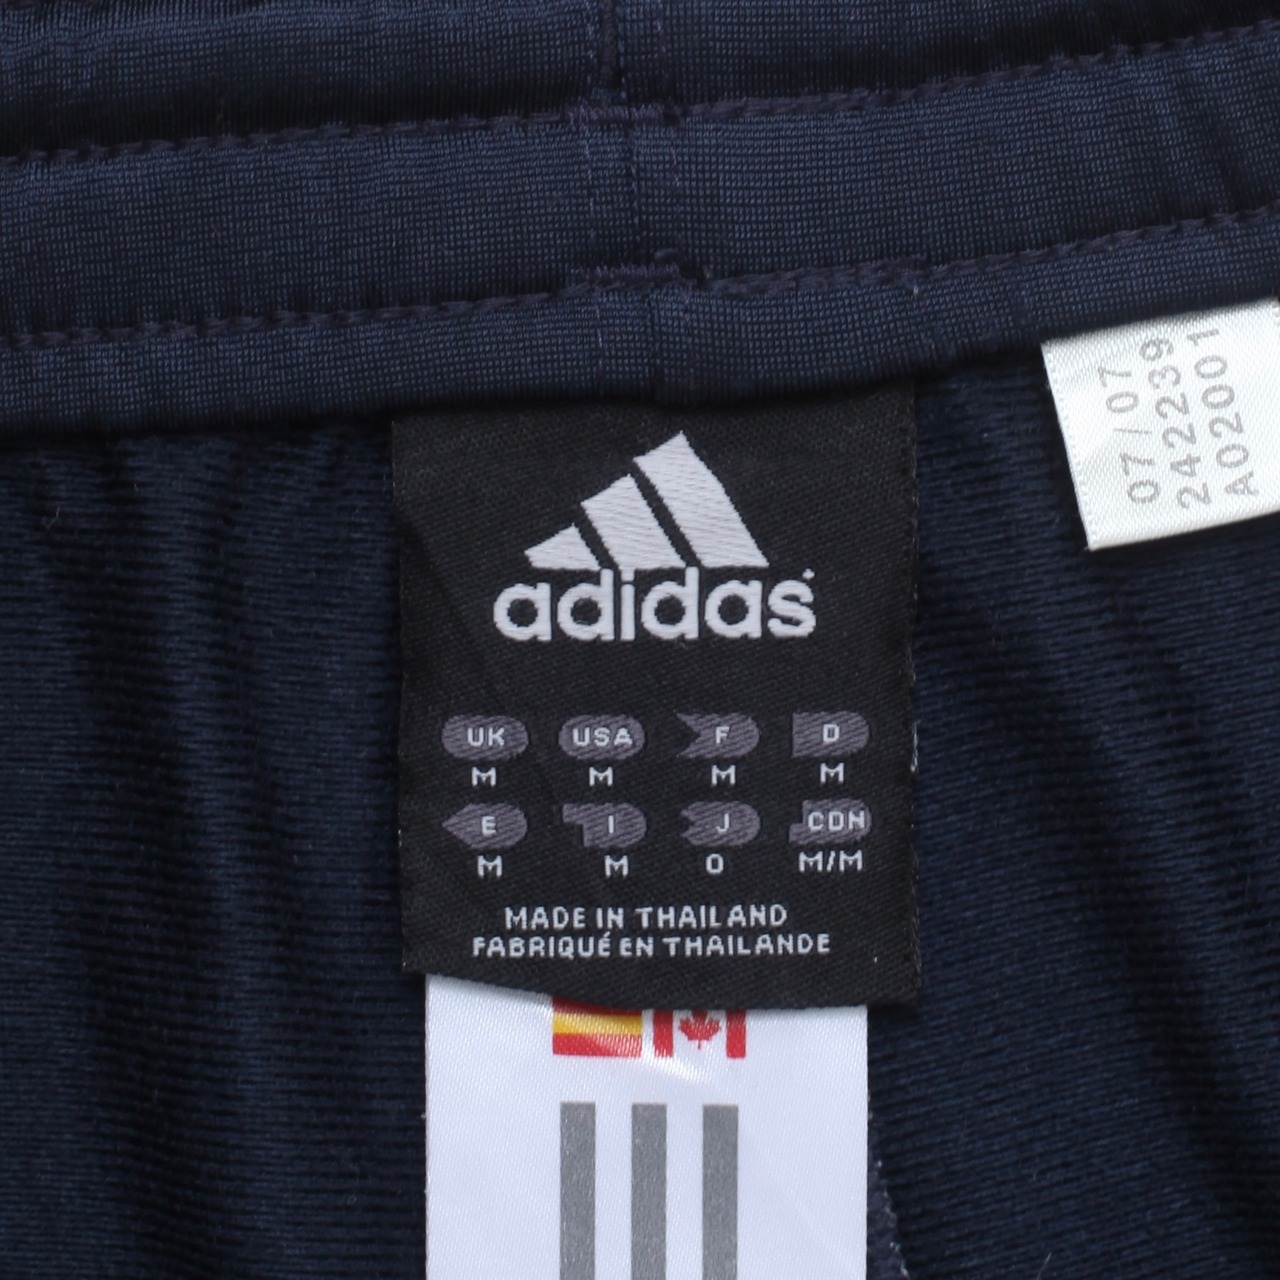 adidas
UK USA F D
M M M M
E I J CDN
M M O M/M
MADE IN THAILAND
FABRIQUÉ EN THAILANDE
07/07
242239
A02001